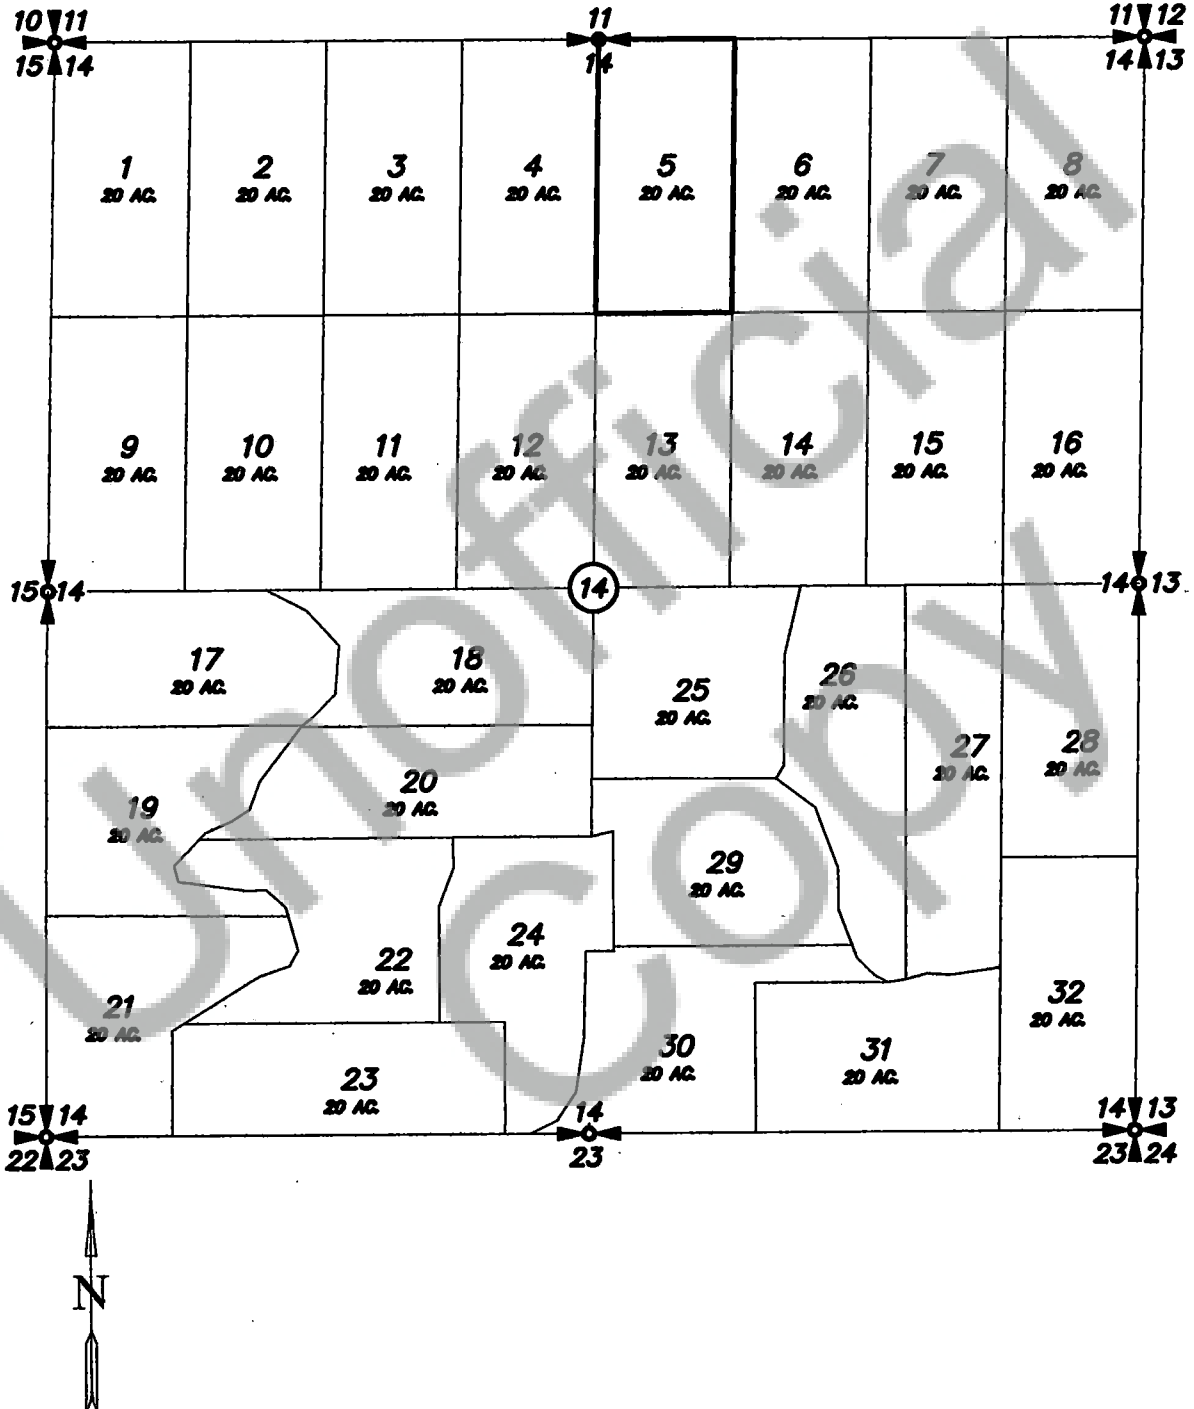 10 11 11 11 12
15 14 14 14 13
1 2 3 4 5 6 7 8
20 AC. 20 AC. 20 AC. 20 AC. 20 AC. 20 AC. 20 AC. 20 AC.
9 10 11 12 13 14 15 16
20 AC. 20 AC. 20 AC. 20 AC. 20 AC. 20 AC. 20 AC. 20 AC.
15 14 14 14 13
17 18 25 26
20 AC. 20 AC. 20 AC. 20 AC.
27 28
20 AC. 20 AC.
19 20
20 AC. 20 AC.
29
20 AC.
24
20 AC.
22
20 AC.
21 32
20 AC. 20 AC.
30 31
20 AC. 20 AC.
23
20 AC.
15 14 14 14 13
22 23 23 23 24
N
Unofficial
Copy